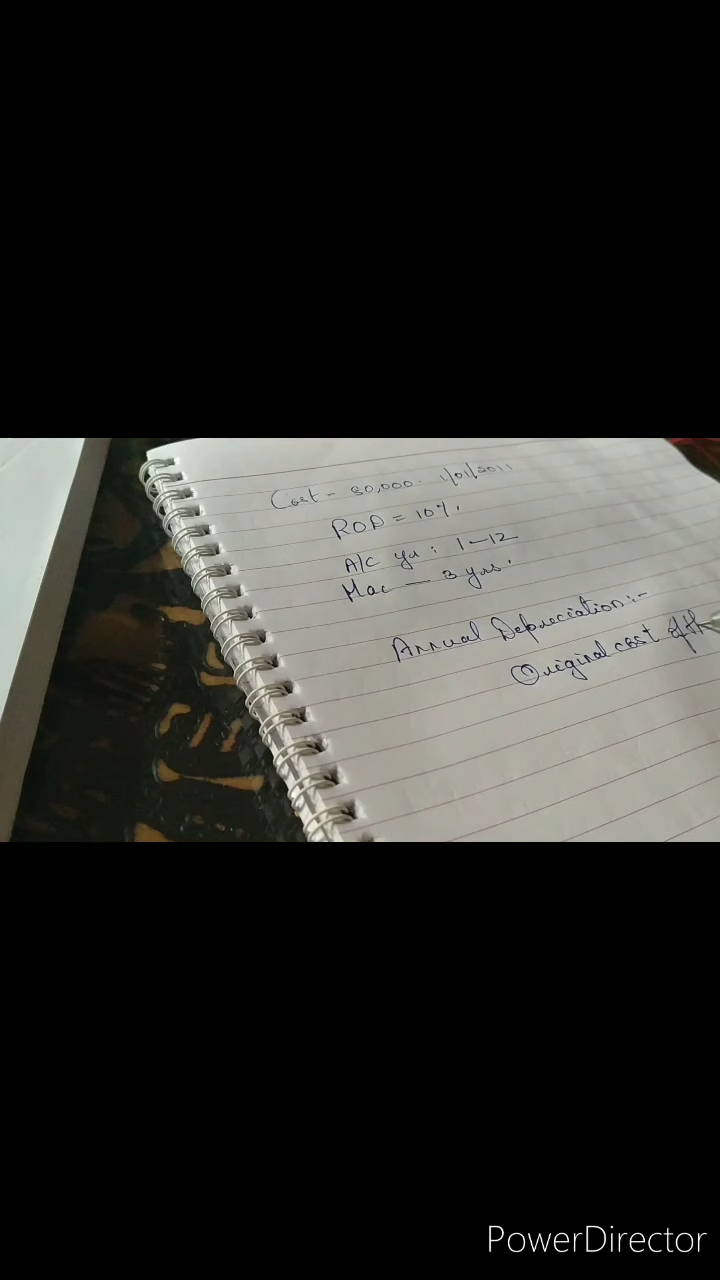 Cost - 80,000. 1/01/2011
ROD = 10%.
A/C yr : 1-12
Mac - 3 yrs.
Annual Depreciation :-
Original cost of th
PowerDirector